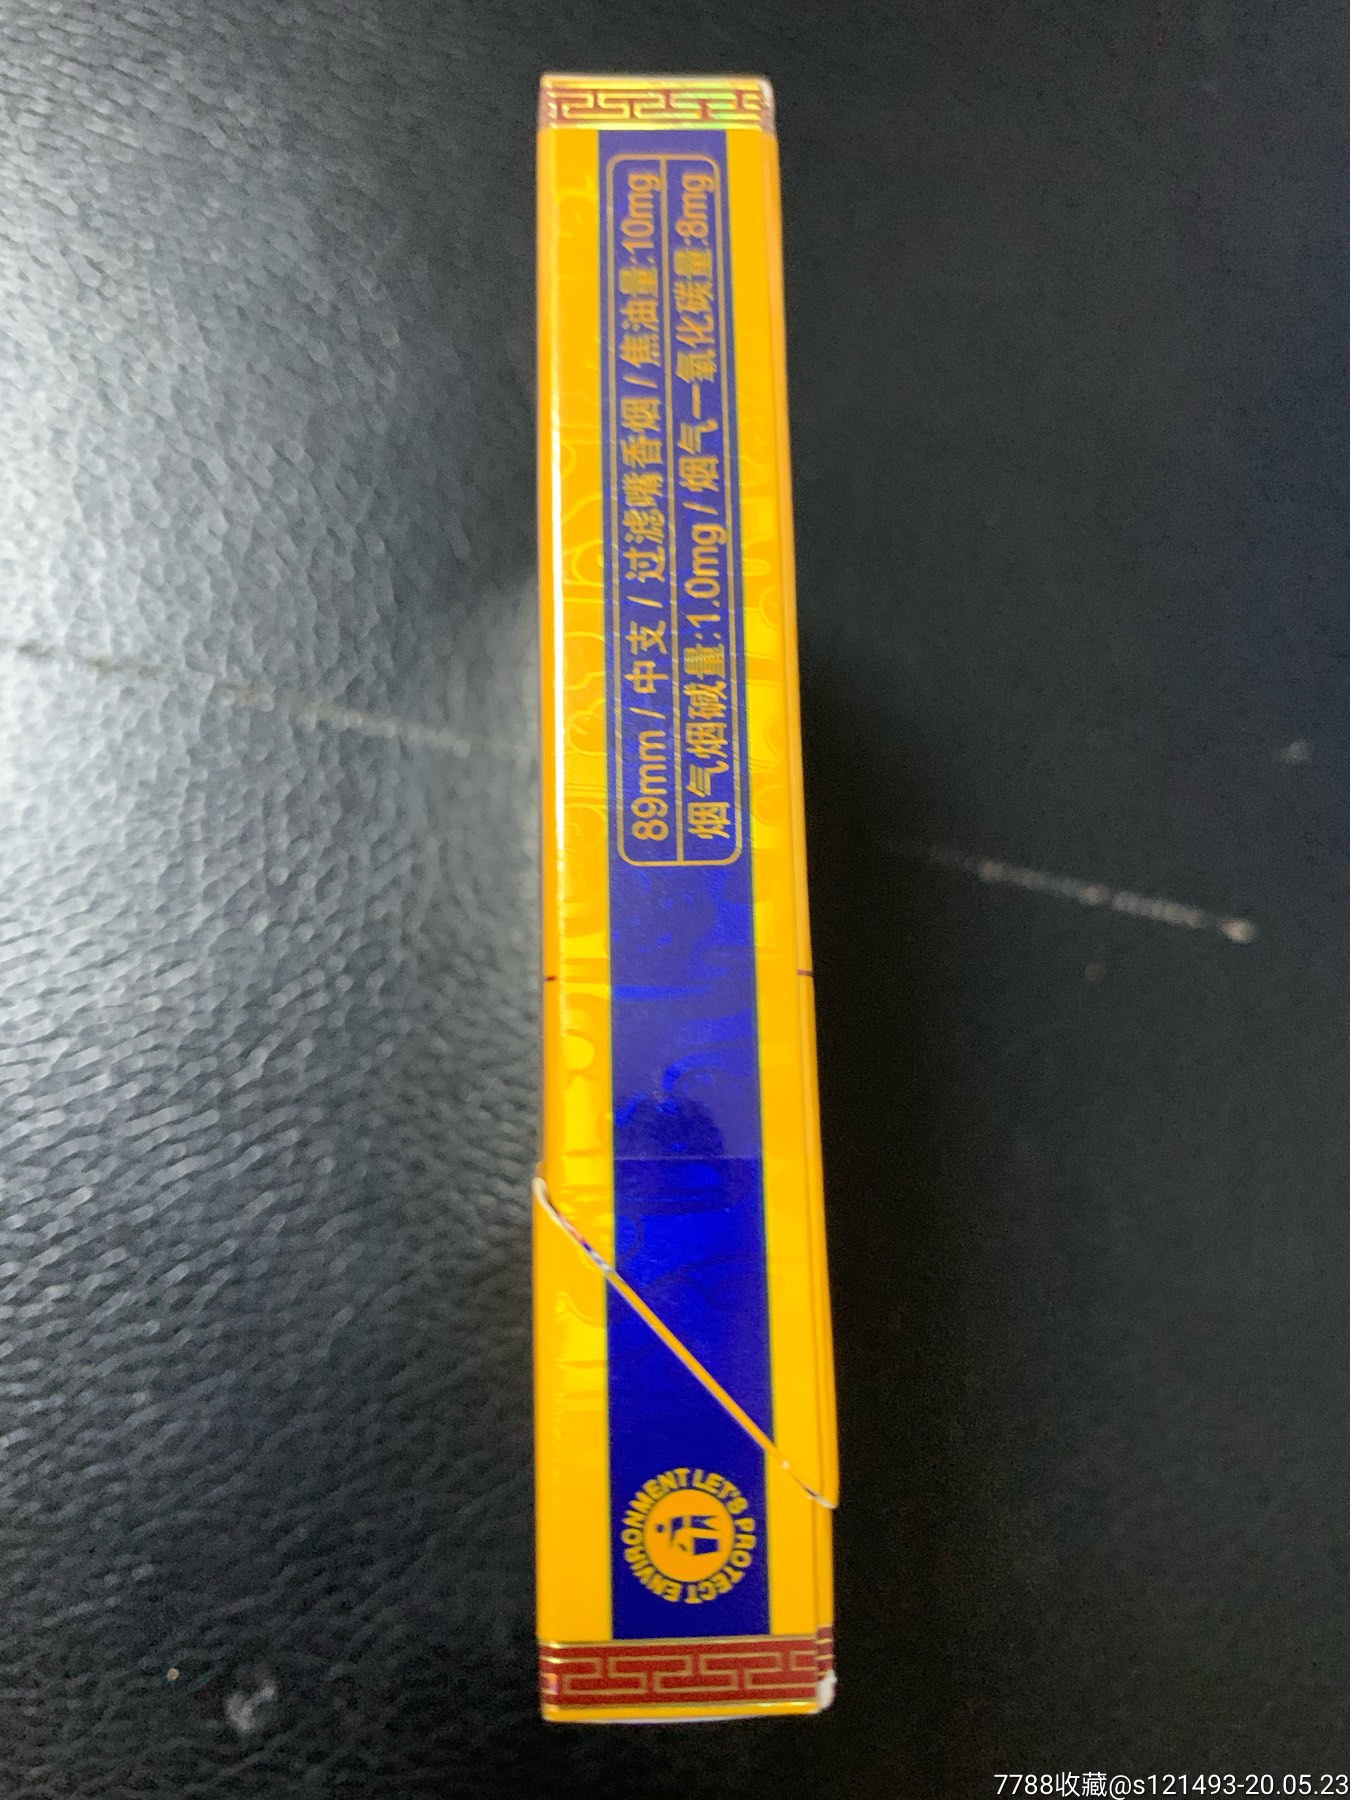 89mm / 中支 / 过滤嘴香烟 / 焦油量:10mg
烟气烟碱量:1.0mg / 烟气一氧化碳量:8mg
LET'S PROTECT ENVIRONMENT
7788收藏@s121493-20.05.23